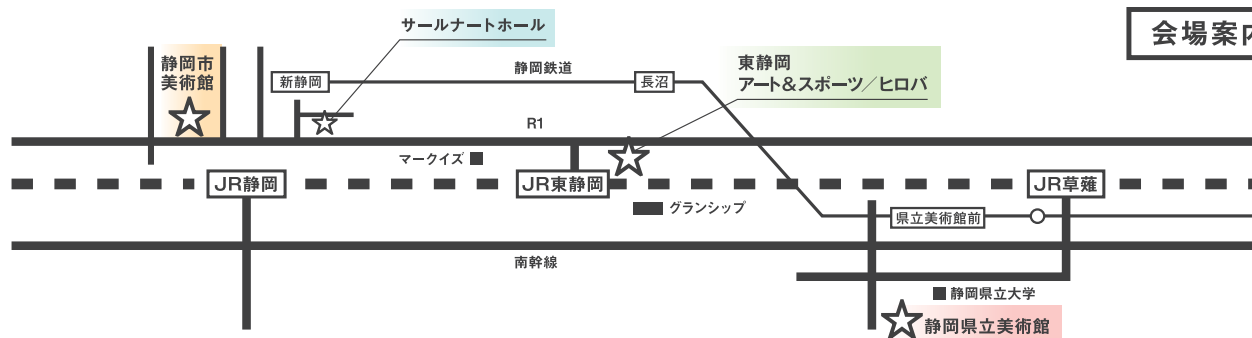 サールナートホール
会場案内
静岡市
美術館
東静岡
アート&スポーツ/ヒロバ
新静岡
静岡鉄道
長沼
R1
マークイズ
JR静岡
JR東静岡
JR草薙
グランシップ
県立美術館前
南幹線
静岡県立大学
静岡県立美術館